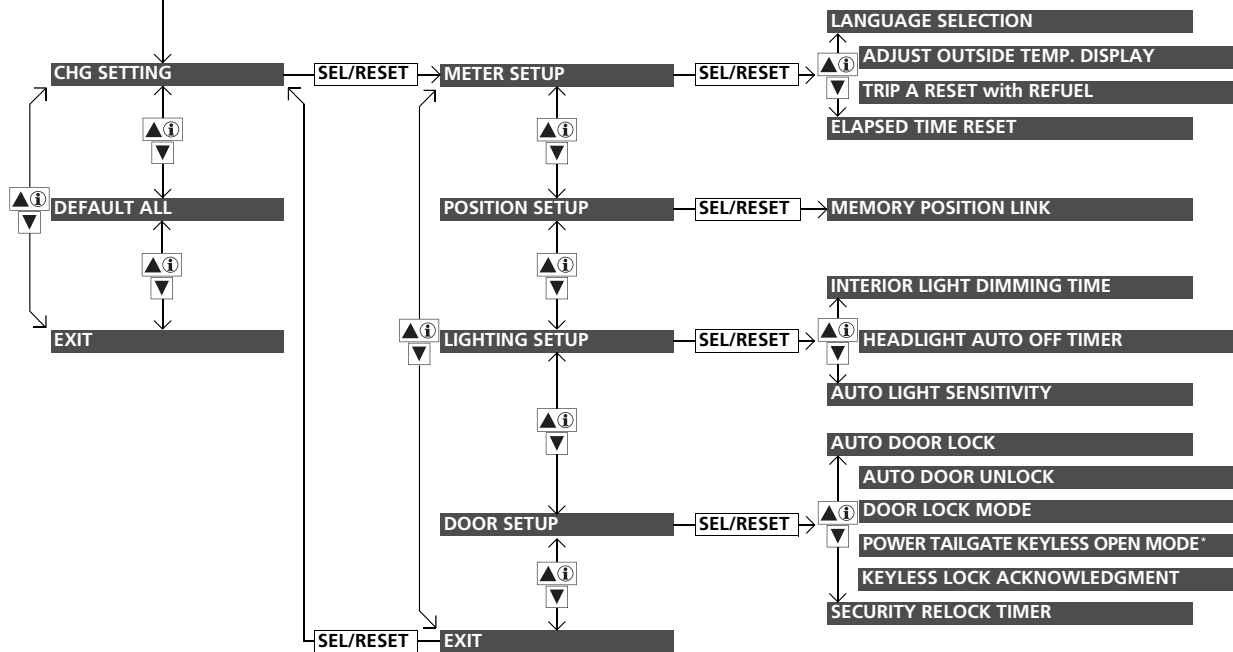 LANGUAGE SELECTION
ADJUST OUTSIDE TEMP. DISPLAY
CHG SETTING SEL/RESET METER SETUP SEL/RESET ▲ⓘ
▼
TRIP A RESET with REFUEL
ELAPSED TIME RESET
▲ⓘ ▲ⓘ
▼ ▼
▲ⓘ
▼
DEFAULT ALL POSITION SETUP SEL/RESET MEMORY POSITION LINK
▲ⓘ ▲ⓘ
▼ ▼
INTERIOR LIGHT DIMMING TIME
EXIT ▲ⓘ LIGHTING SETUP SEL/RESET ▲ⓘ HEADLIGHT AUTO OFF TIMER
▼ ▼
AUTO LIGHT SENSITIVITY
▲ⓘ
▼
AUTO DOOR LOCK
AUTO DOOR UNLOCK
DOOR SETUP SEL/RESET ▲ⓘ DOOR LOCK MODE
▼
POWER TAILGATE KEYLESS OPEN MODE*
▲ⓘ
▼
KEYLESS LOCK ACKNOWLEDGMENT
SECURITY RELOCK TIMER
SEL/RESET EXIT